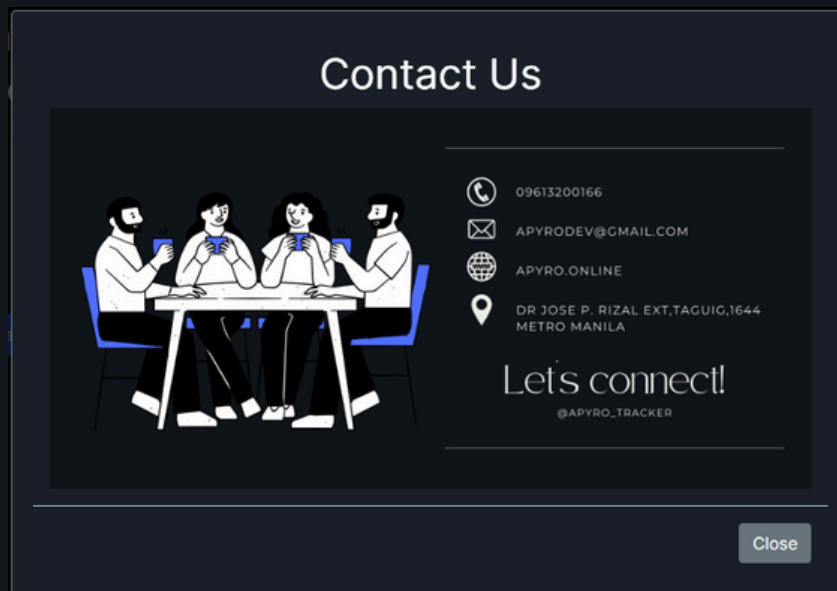 Contact Us
09613200166
APYRODEV@GMAIL.COM
APYRO.ONLINE
DR JOSE P. RIZAL EXT,TAGUIG,1644
METRO MANILA
Let's connect!
@APYRO_TRACKER
Close